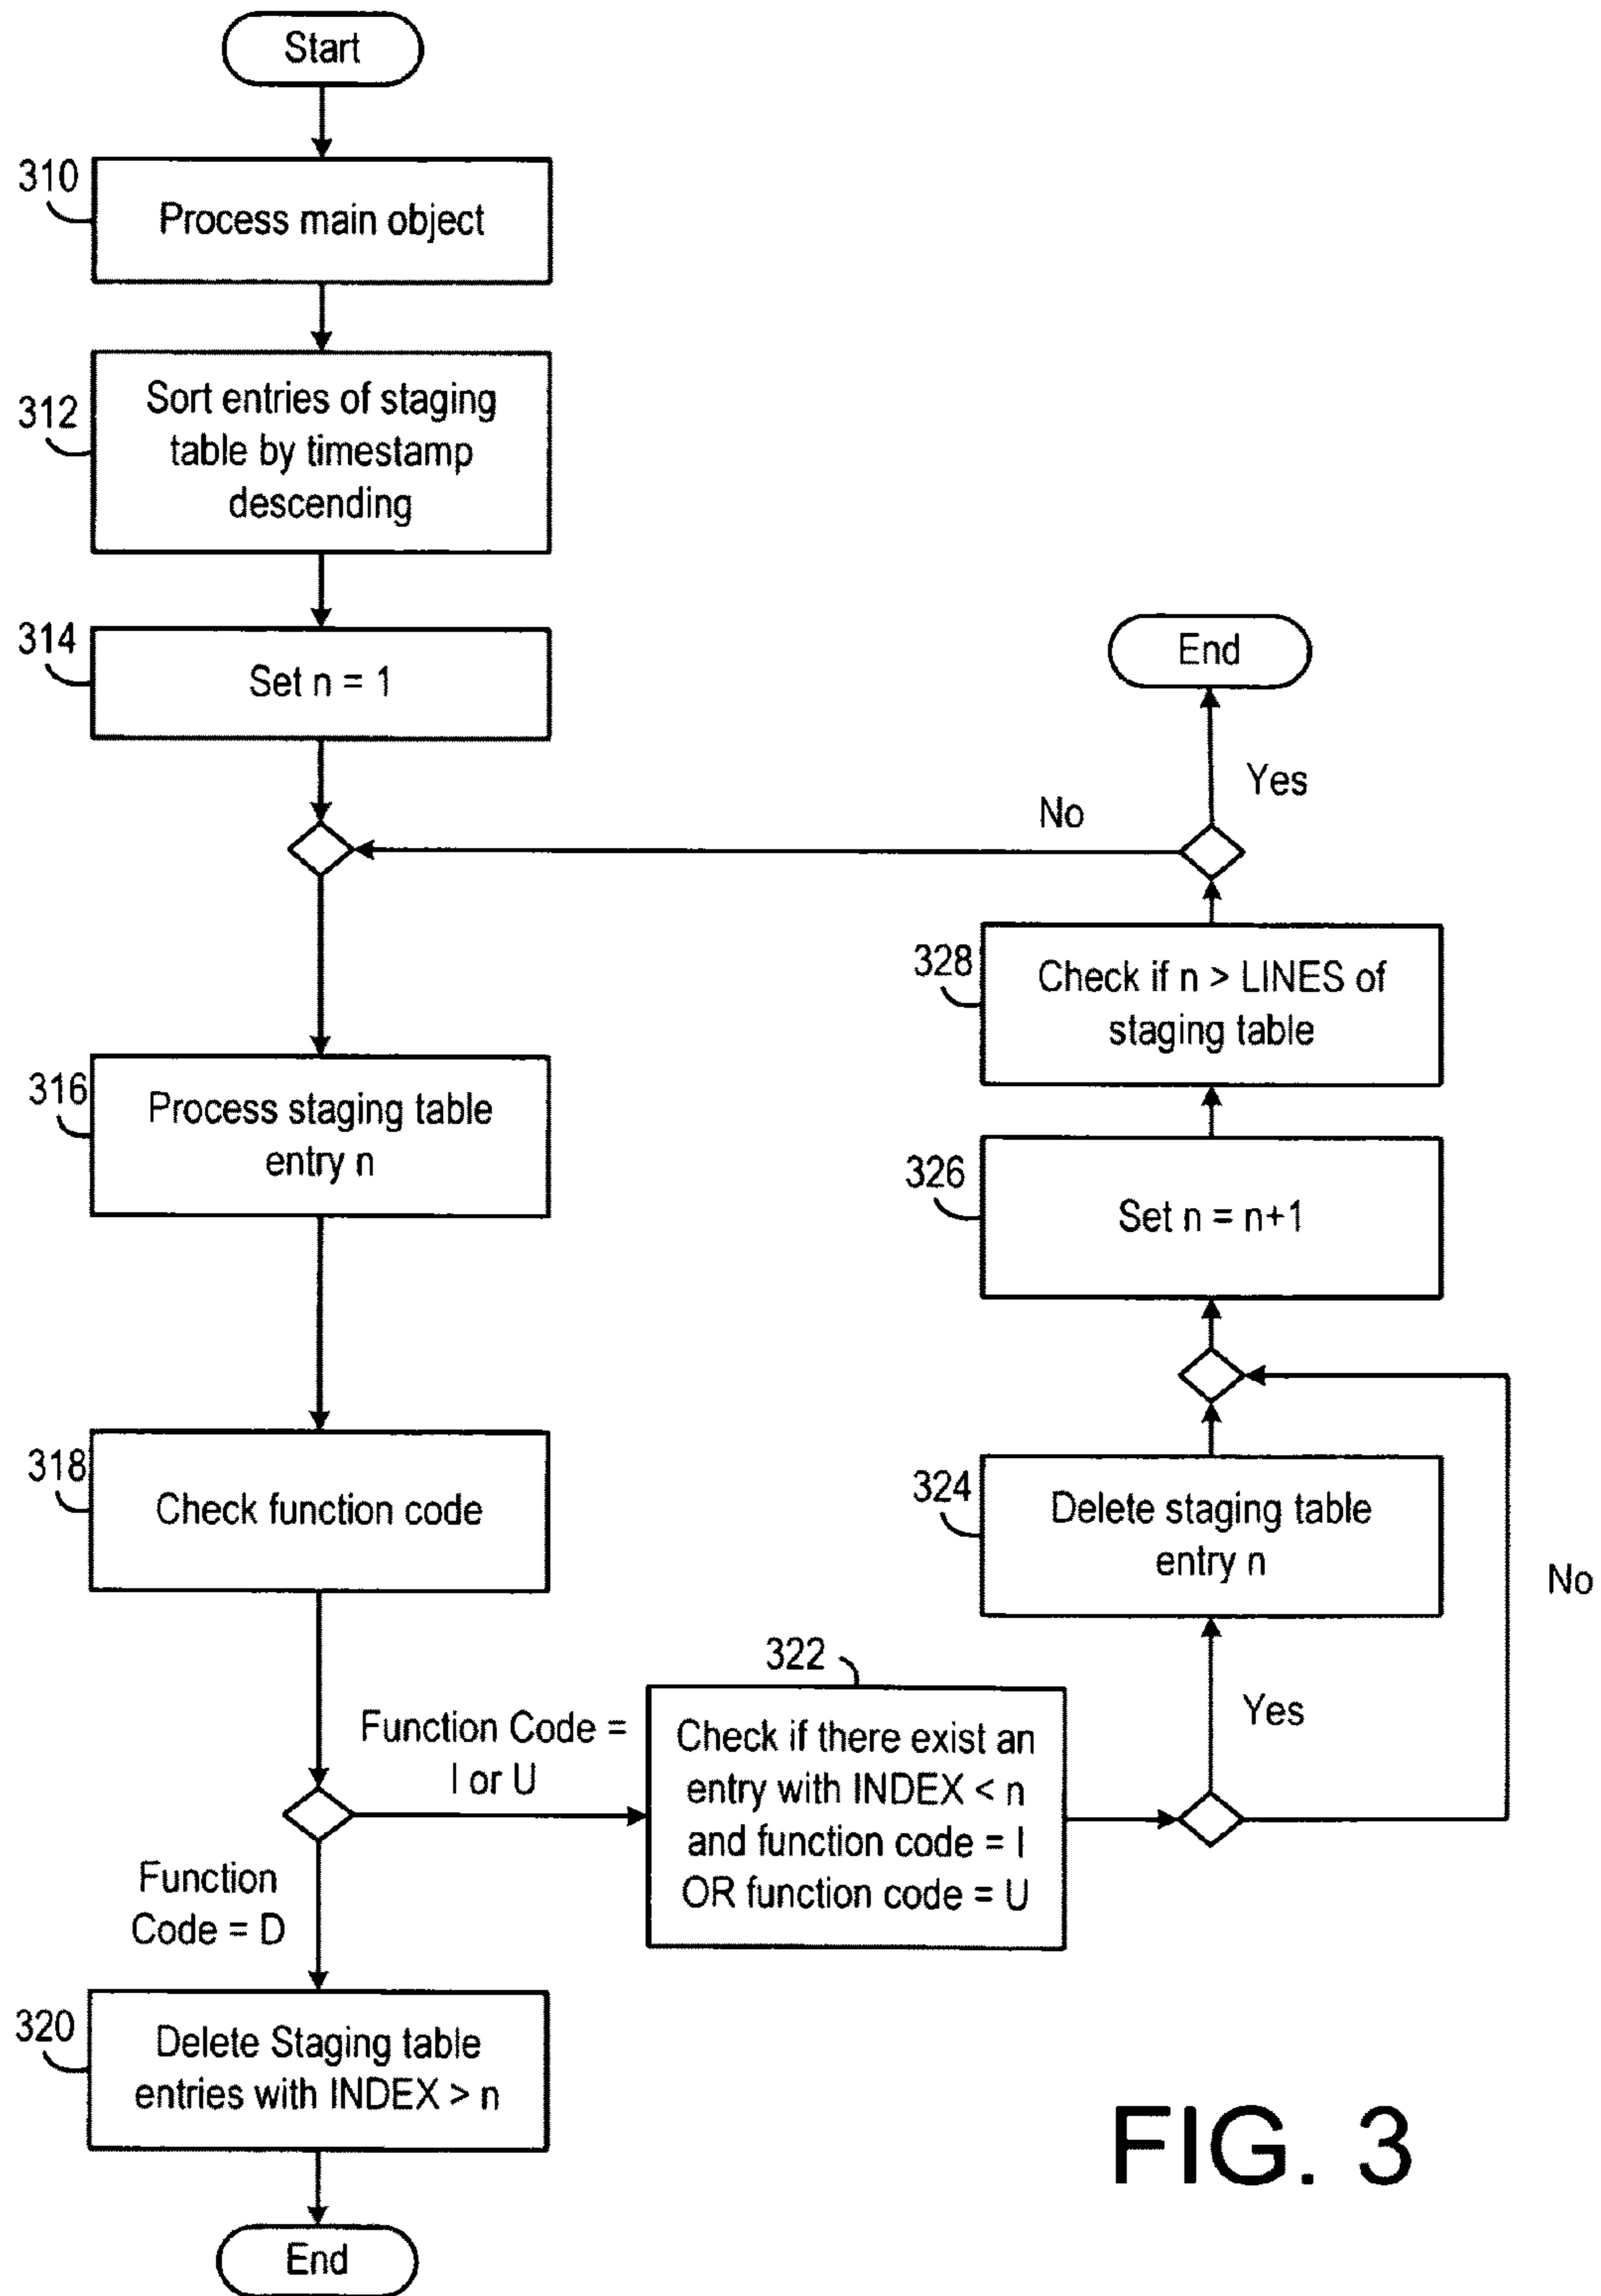 Start
310
Process main object
312
Sort entries of staging
table by timestamp
descending
314
Set n = 1
End
Yes
No
328
Check if n > LINES of
staging table
316
Process staging table
entry n
326
Set n = n+1
318
Check function code
324
Delete staging table
entry n
No
322
Yes
Function Code =
I or U
Check if there exist an
entry with INDEX < n
and function code = I
OR function code = U
Function
Code = D
320
Delete Staging table
entries with INDEX > n
End
FIG. 3